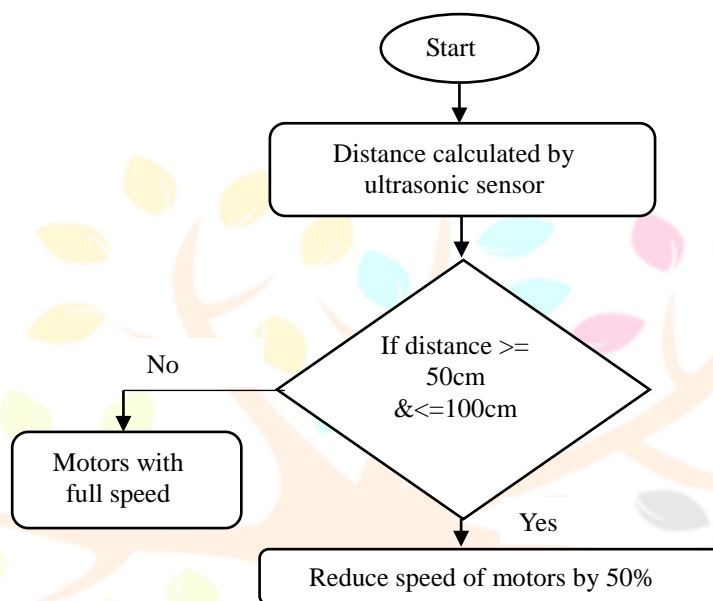 Start
Distance calculated by
ultrasonic sensor
If distance >=
50cm
&<=100cm
No
Motors with
full speed
Yes
Reduce speed of motors by 50%